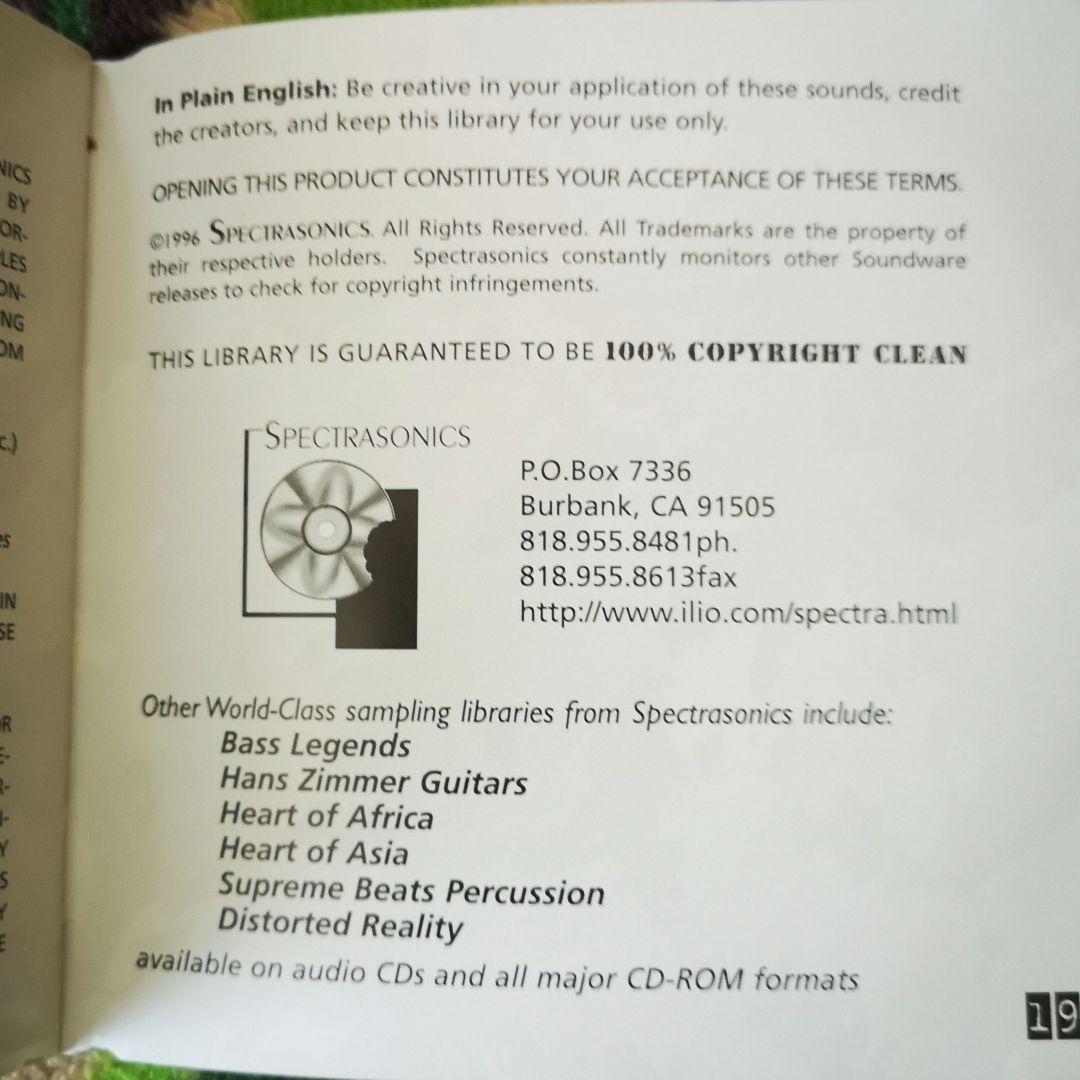 In Plain English: Be creative in your application of these sounds, credit
the creators, and keep this library for your use only.
OPENING THIS PRODUCT CONSTITUTES YOUR ACCEPTANCE OF THESE TERMS.
©1996 SPECTRASONICS. All Rights Reserved. All Trademarks are the property of
their respective holders. Spectrasonics constantly monitors other Soundware
releases to check for copyright infringements.
THIS LIBRARY IS GUARANTEED TO BE 100% COPYRIGHT CLEAN
SPECTRASONICS
P.O.Box 7336
Burbank, CA 91505
818.955.8481ph.
818.955.8613fax
http://www.ilio.com/spectra.html
Other World-Class sampling libraries from Spectrasonics include:
Bass Legends
Hans Zimmer Guitars
Heart of Africa
Heart of Asia
Supreme Beats Percussion
Distorted Reality
available on audio CDs and all major CD-ROM formats
19